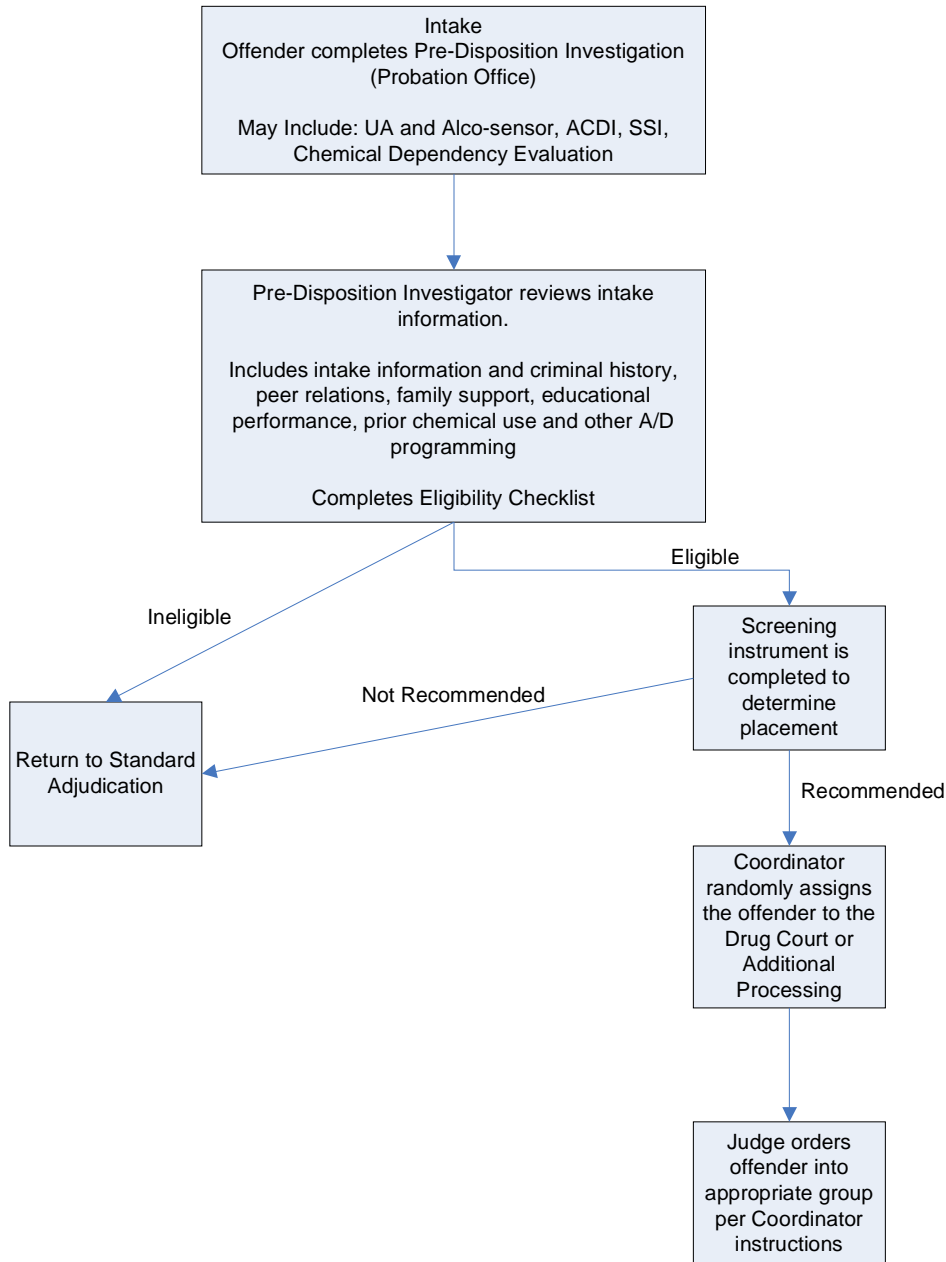 Intake
Offender completes Pre-Disposition Investigation
(Probation Office)
May Include: UA and Alco-sensor, ACDI, SSI,
Chemical Dependency Evaluation
Pre-Disposition Investigator reviews intake
information.
Includes intake information and criminal history,
peer relations, family support, educational
performance, prior chemical use and other A/D
programming
Completes Eligibility Checklist
Eligible
Ineligible
Screening
instrument is
completed to
determine
placement
Not Recommended
Return to Standard
Adjudication
Recommended
Coordinator
randomly assigns
the offender to the
Drug Court or
Additional
Processing
Judge orders
offender into
appropriate group
per Coordinator
instructions